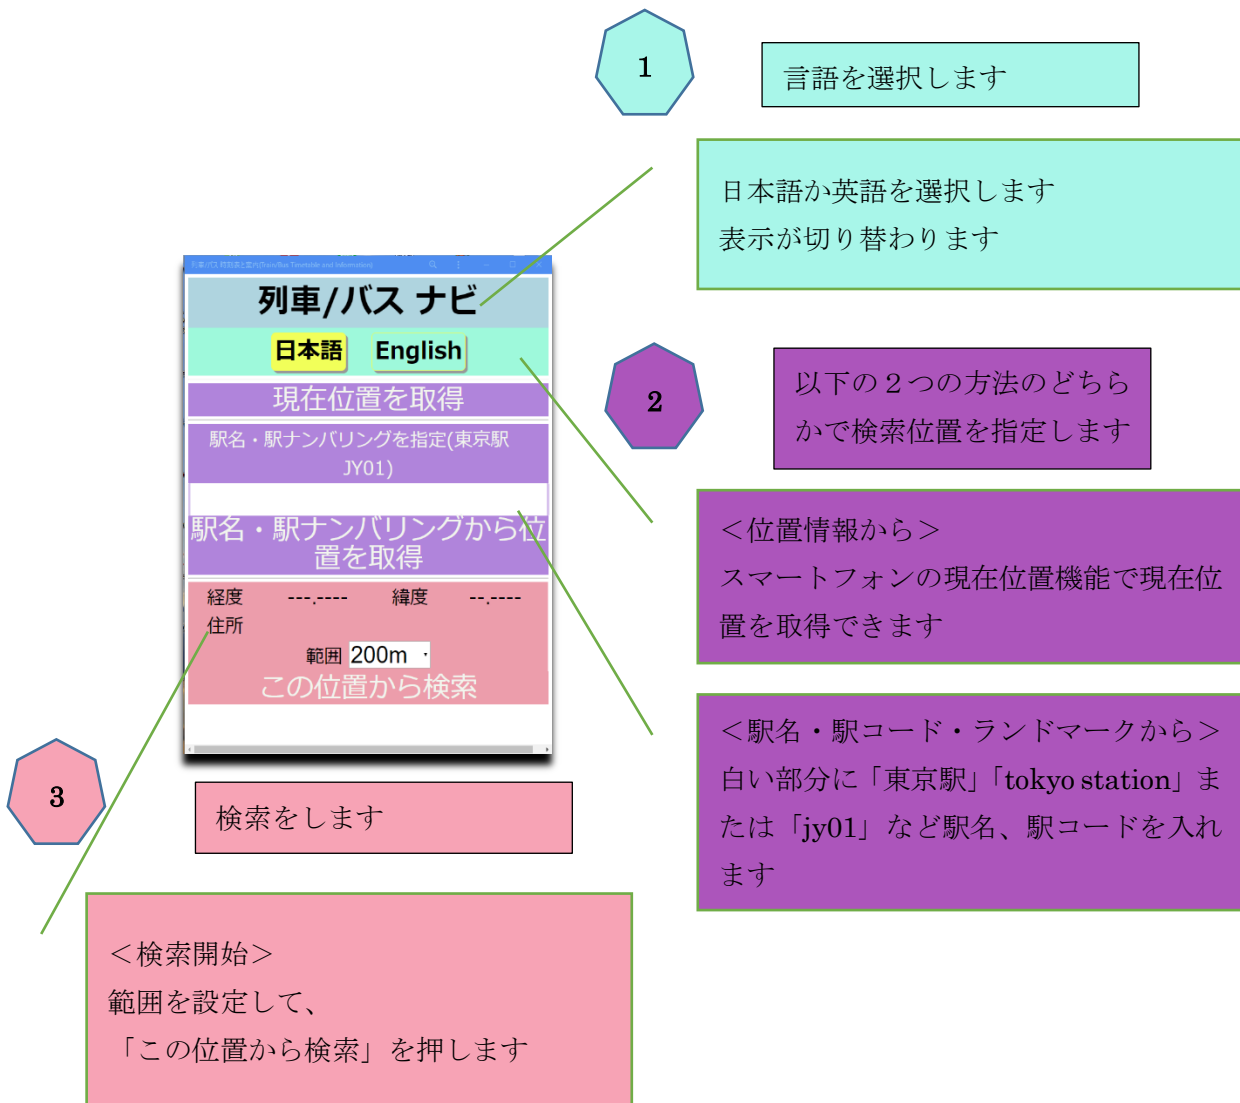 1
言語を選択します
日本語か英語を選択します
表示が切り替わります
列車/バス ナビ
日本語 English
現在位置を取得
駅名・駅ナンバリングを指定(東京駅
JY01)
駅名・駅ナンバリングから位
置を取得
経度 ---.---- 緯度 --.----
住所
範囲 200m
この位置から検索
2
以下の２つの方法のどちら
かで検索位置を指定します
＜位置情報から＞
スマートフォンの現在位置機能で現在位
置を取得できます
＜駅名・駅コード・ランドマークから＞
白い部分に「東京駅」「tokyo station」ま
たは「jy01」など駅名、駅コードを入れ
ます
3
検索をします
＜検索開始＞
範囲を設定して、
「この位置から検索」を押します